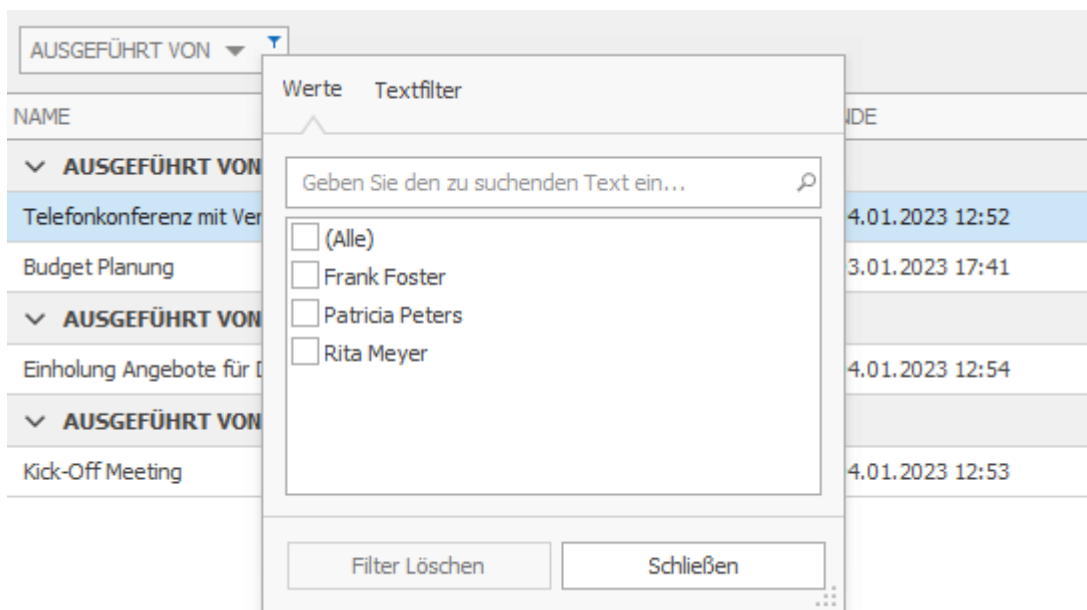 AUSGEFÜHRT VON
Werte Textfilter
NAME
NDE
AUSGEFÜHRT VON
Geben Sie den zu suchenden Text ein...
Telefonkonferenz mit Ver
4.01.2023 12:52
(Alle)
Budget Planung
3.01.2023 17:41
Frank Foster
Patricia Peters
AUSGEFÜHRT VON
Rita Meyer
Einholung Angebote für D
4.01.2023 12:54
AUSGEFÜHRT VON
Kick-Off Meeting
4.01.2023 12:53
Filter Löschen Schließen